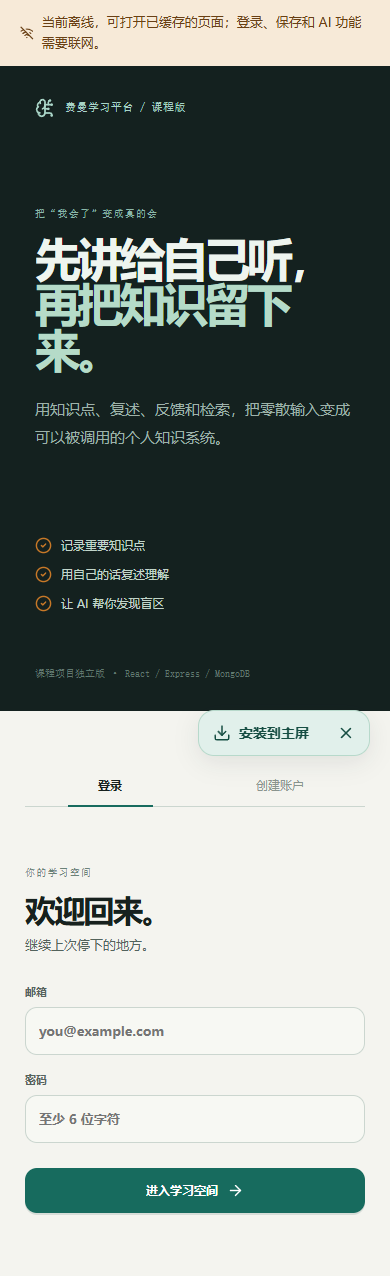 当前离线，可打开已缓存的页面；登录、保存和 AI 功能
需要联网。
费曼学习平台 / 课程版
把“我会了”变成真的会
先讲给自己听，
再把知识留下
来。
用知识点、复述、反馈和检索，把零散输入变成
可以被调用的个人知识系统。
记录重要知识点
用自己的话复述理解
让 AI 帮你发现盲区
课程项目独立版 • React / Express / MongoDB
安装到主屏
登录
创建账户
你的学习空间
欢迎回来。
继续上次停下的地方。
邮箱
you@example.com
密码
至少 6 位字符
进入学习空间